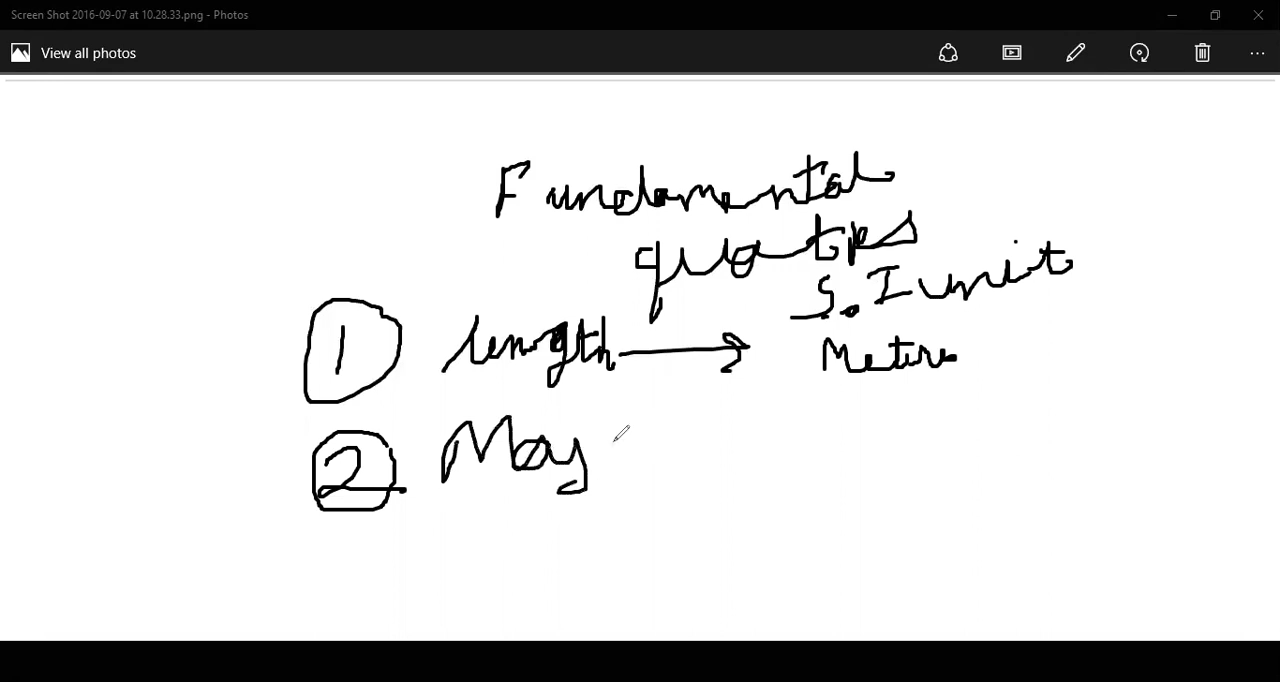 Screen Shot 2016-09-07 at 10.28.33.png - Photos
View all photos
Fundamental
S. I unit
1 length → Metre
2